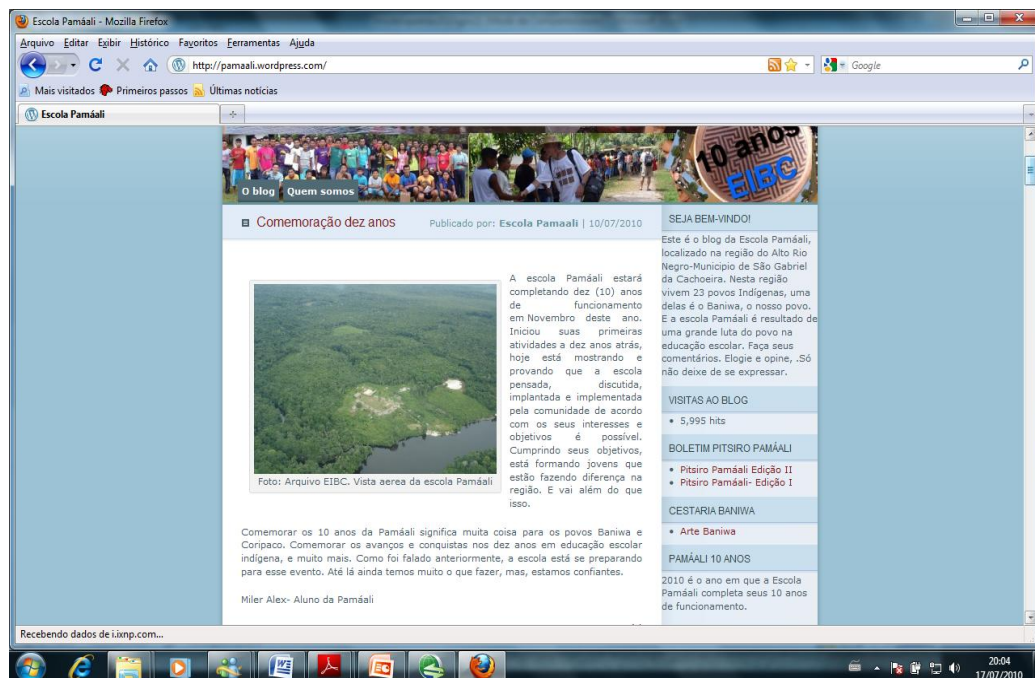 Escola Pamáali - Mozilla Firefox
Arquivo Editar Exibir Histórico Favoritos Ferramentas Ajuda
http://pamaali.wordpress.com/
Google
Mais visitados Primeiros passos Últimas notícias
Escola Pamáali
10 anos
EIBC
O blog Quem somos
Comemoração dez anos
Publicado por: Escola Pamaali | 10/07/2010
A escola Pamáali estará
completando dez (10) anos
de funcionamento
em Novembro deste ano.
Iniciou suas primeiras
atividades a dez anos atrás,
hoje está mostrando e
provando que a escola
pensada, discutida,
implantada e implementada
pela comunidade de acordo
com os seus interesses e
objetivos é possível.
Cumprindo seus objetivos,
está formando jovens que
estão fazendo diferença na
região. E vai além do que
isso.
Foto: Arquivo EIBC. Vista aerea da escola Pamáali
Comemorar os 10 anos da Pamáali significa muita coisa para os povos Baniwa e
Coripaco. Comemorar os avanços e conquistas nos dez anos em educação escolar
indígena, e muito mais. Como foi falado anteriormente, a escola está se preparando
para esse evento. Até lá ainda temos muito o que fazer, mas, estamos confiantes.
Miler Alex- Aluno da Pamáali
SEJA BEM-VINDO!
Este é o blog da Escola Pamáali,
localizado na região do Alto Rio
Negro-Municipio de São Gabriel
da Cachoeira. Nesta região
vivem 23 povos Indígenas, uma
delas é o Baniwa, o nosso povo.
E a escola Pamáali é resultado de
uma grande luta do povo na
educação escolar. Faça seus
comentários. Elogie e opine, .Só
não deixe de se expressar.
VISITAS AO BLOG
5,995 hits
BOLETIM PITSIRO PAMÁALI
Pitsiro Pamáali Edição II
Pitsiro Pamáali- Edição I
CESTARIA BANIWA
Arte Baniwa
PAMÁALI 10 ANOS
2010 é o ano em que a Escola
Pamáali completa seus 10 anos
de funcionamento.
Recebendo dados de i.ixnp.com...
20:04
17/07/2010